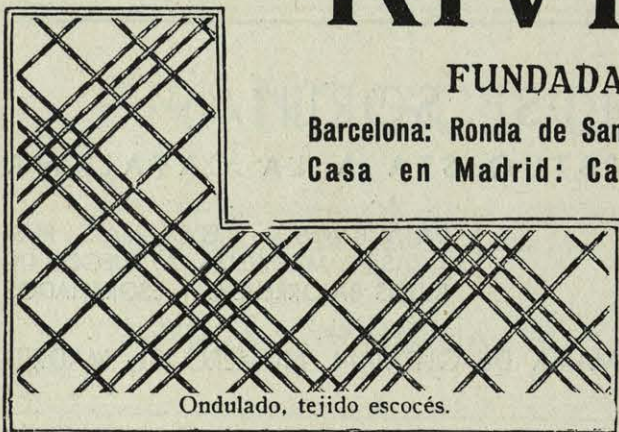 FUNDADA
Barcelona: Ronda de San
Casa en Madrid: Ca
Ondulado, tejido escocés.